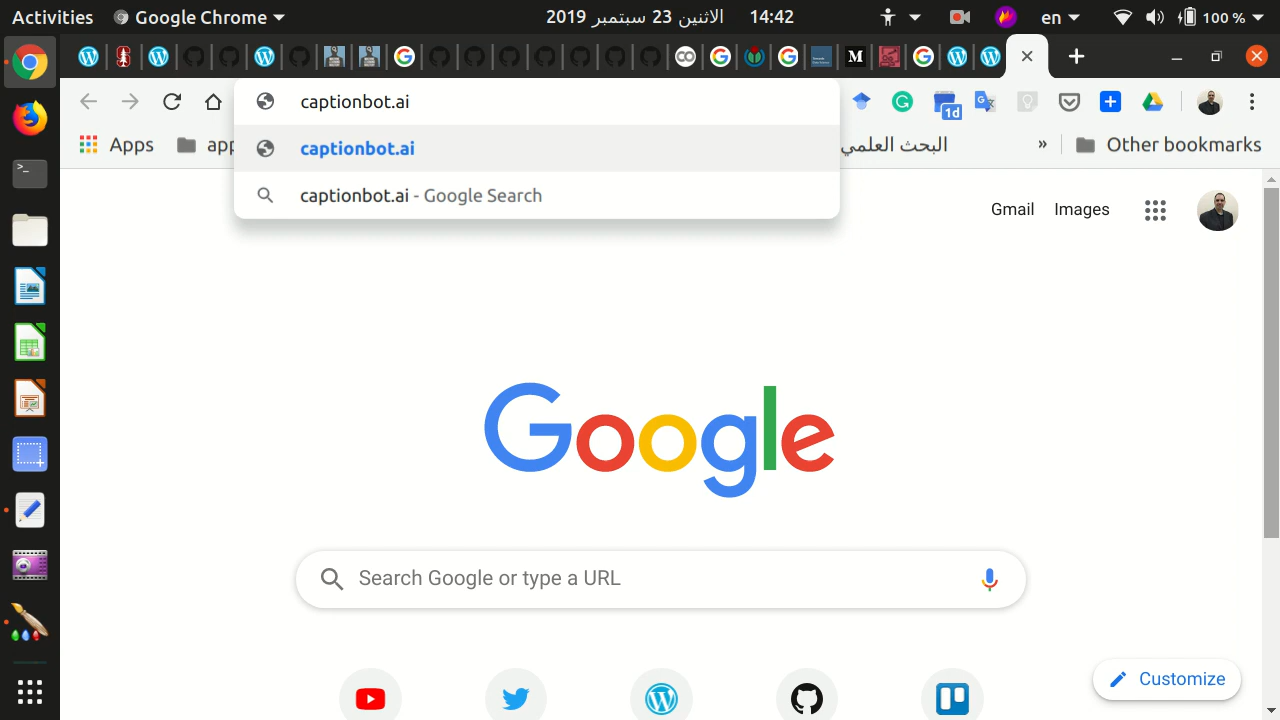 Activities
Google Chrome
الاثنين 23 سبتمبر 2019 14:42
en
100 %
captionbot.ai
1d
Apps
app
البحث العلمي
»
Other bookmarks
captionbot.ai
captionbot.ai - Google Search
Gmail
Images
Google
Search Google or type a URL
Customize